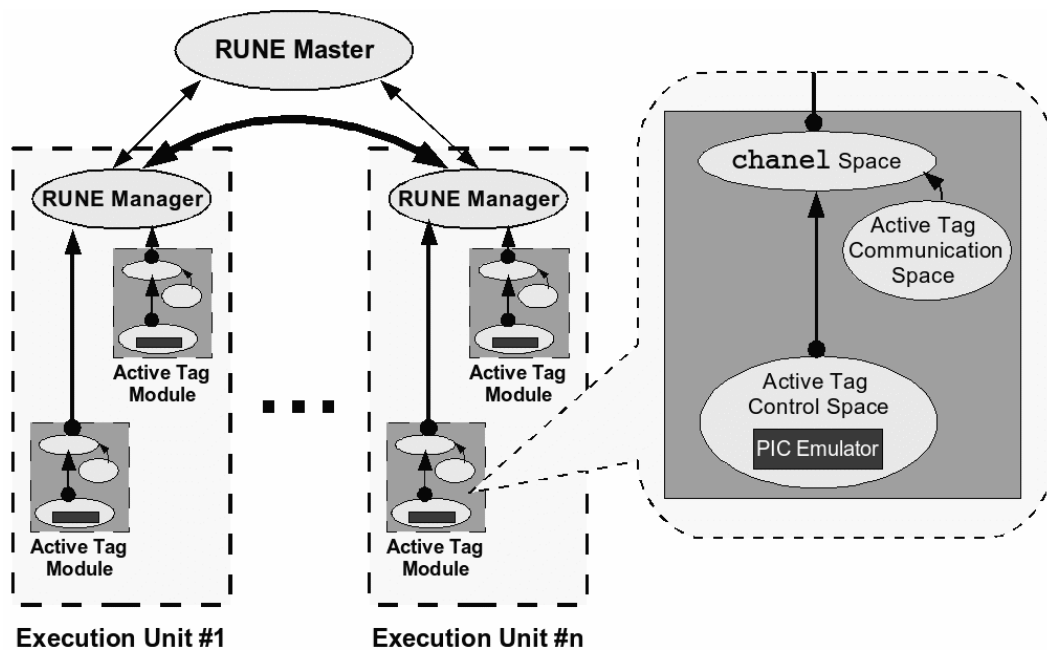 RUNE Master
RUNE Manager
RUNE Manager
Active Tag
Module
Active Tag
Module
Active Tag
Module
Active Tag
Module
Execution Unit #1
Execution Unit #n
chanel Space
Active Tag
Communication
Space
Active Tag
Control Space
PIC Emulator